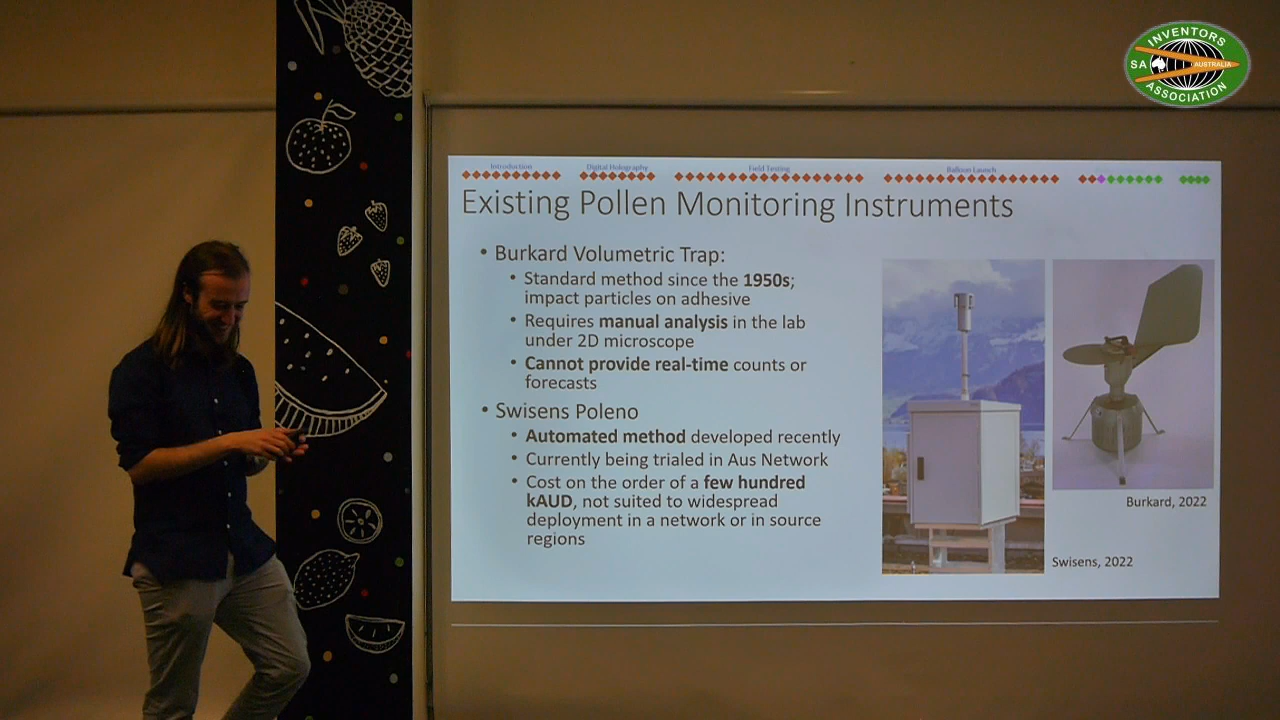 INVENTORS
SA AUSTRALIA
ASSOCIATION
Introduction Digital Holography Field Testing Balloon Launch
Existing Pollen Monitoring Instruments
• Burkard Volumetric Trap:
• Standard method since the 1950s;
impact particles on adhesive
• Requires manual analysis in the lab
under 2D microscope
• Cannot provide real-time counts or
forecasts
• Swisens Poleno
• Automated method developed recently
• Currently being trialed in Aus Network
• Cost on the order of a few hundred
kAUD, not suited to widespread
deployment in a network or in source
regions
Burkard, 2022
Swisens, 2022